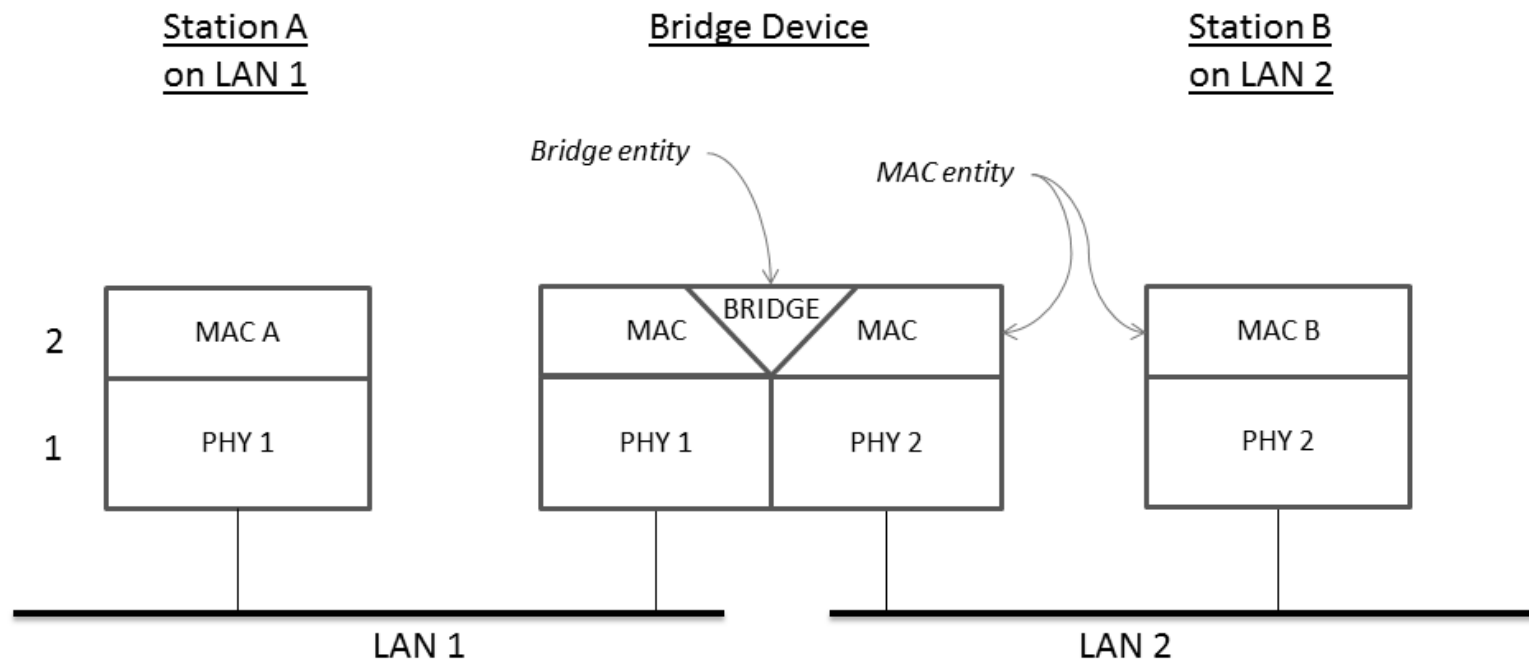 Station A
on LAN 1
Bridge Device
Station B
on LAN 2
Bridge entity
MAC entity
2
MAC A
MAC
BRIDGE
MAC
MAC B
1
PHY 1
PHY 1
PHY 2
PHY 2
LAN 1
LAN 2